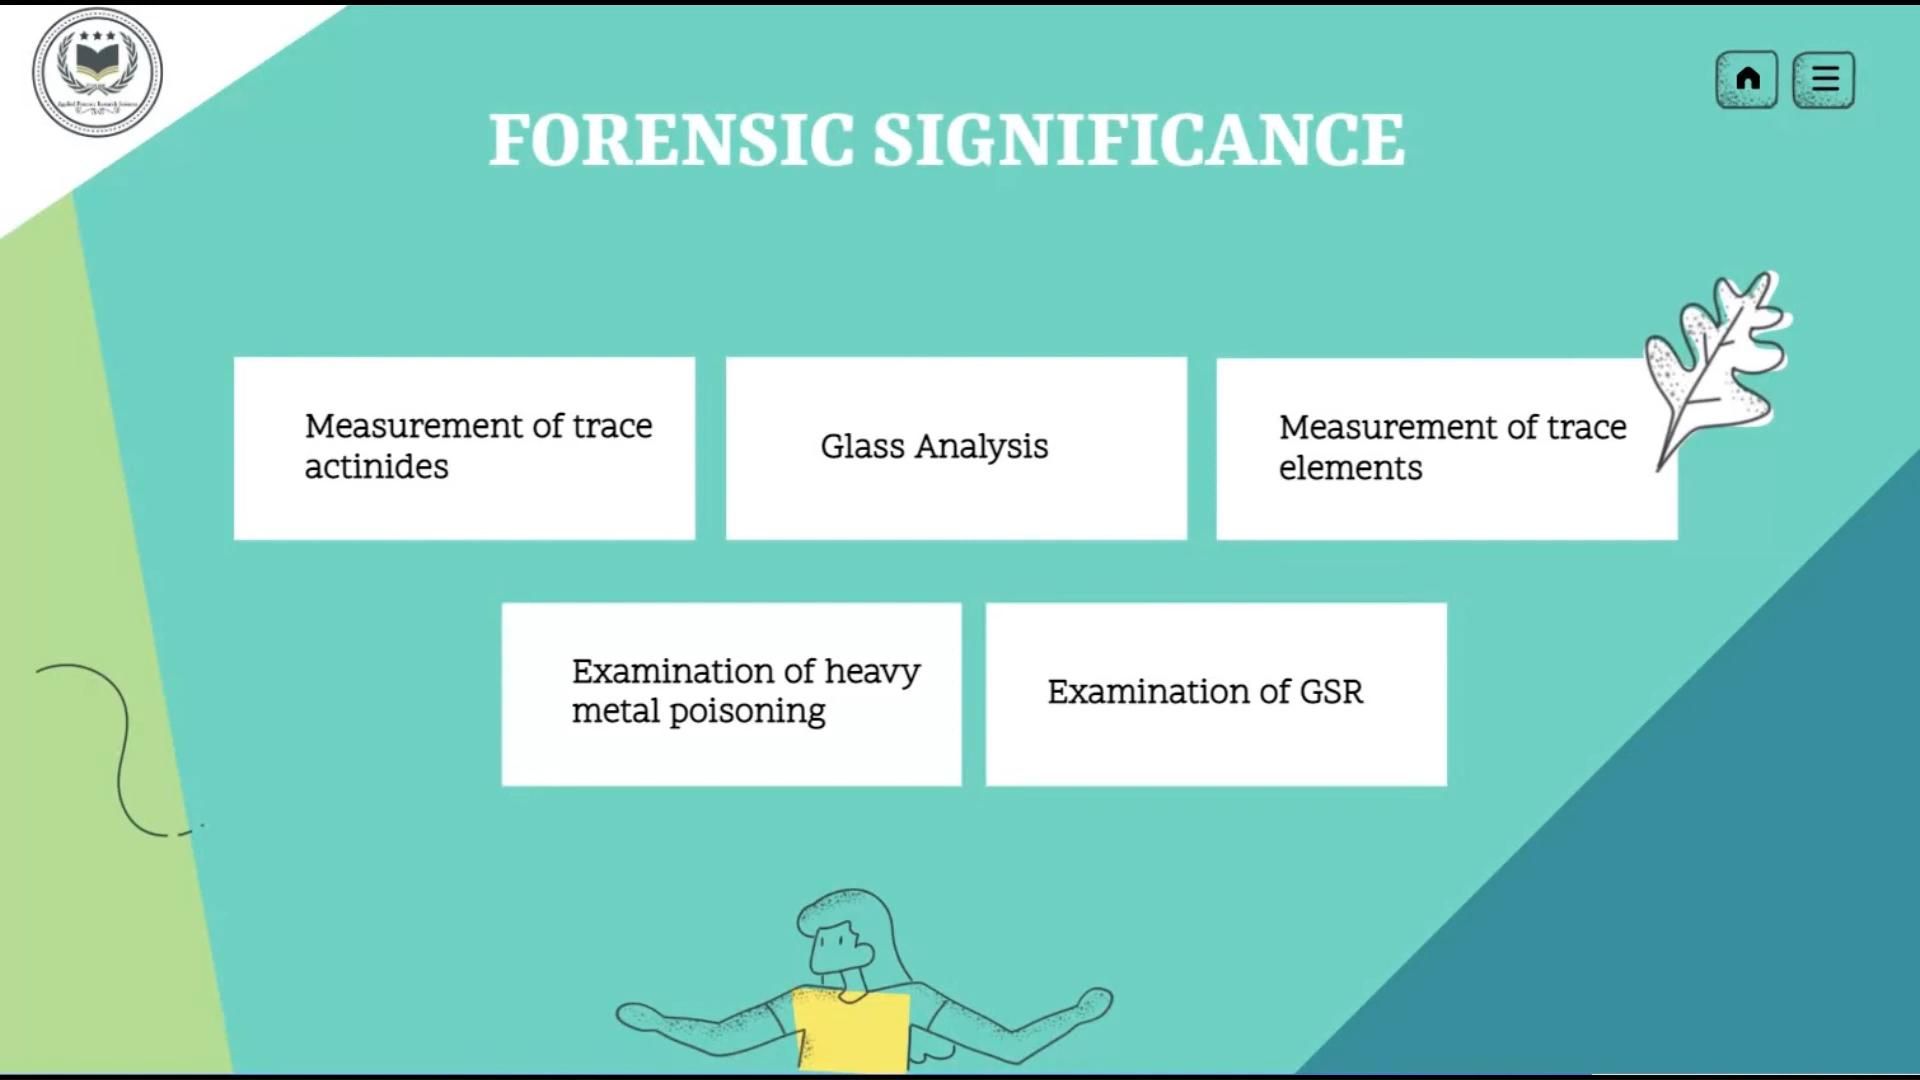 FORENSIC SIGNIFICANCE
Measurement of trace
actinides
Glass Analysis
Measurement of trace
elements
Examination of heavy
metal poisoning
Examination of GSR